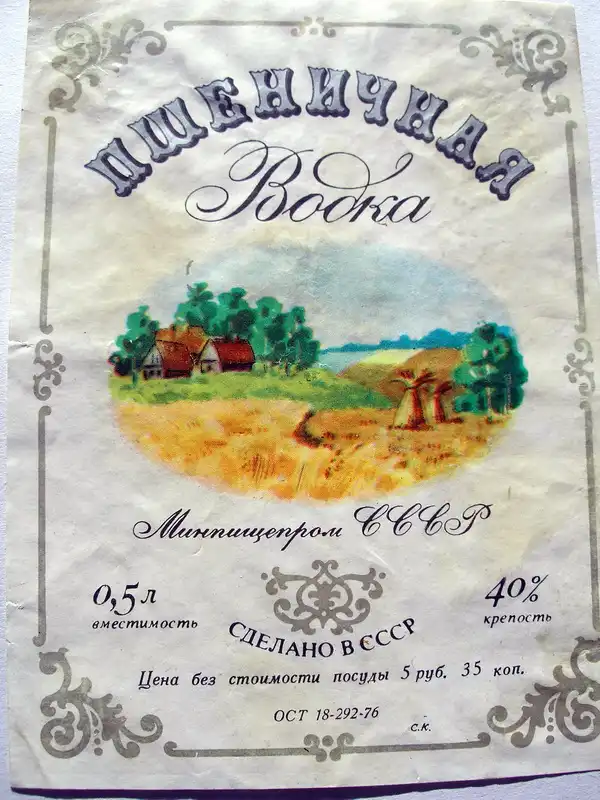 ПШЕНИЧНАЯ
Водка
Минпищепром СССР
0,5 л
вместимость
40%
крепость
СДЕЛАНО В СССР
Цена без стоимости посуды 5 руб. 35 коп.
ОСТ 18-292-76
с.к.